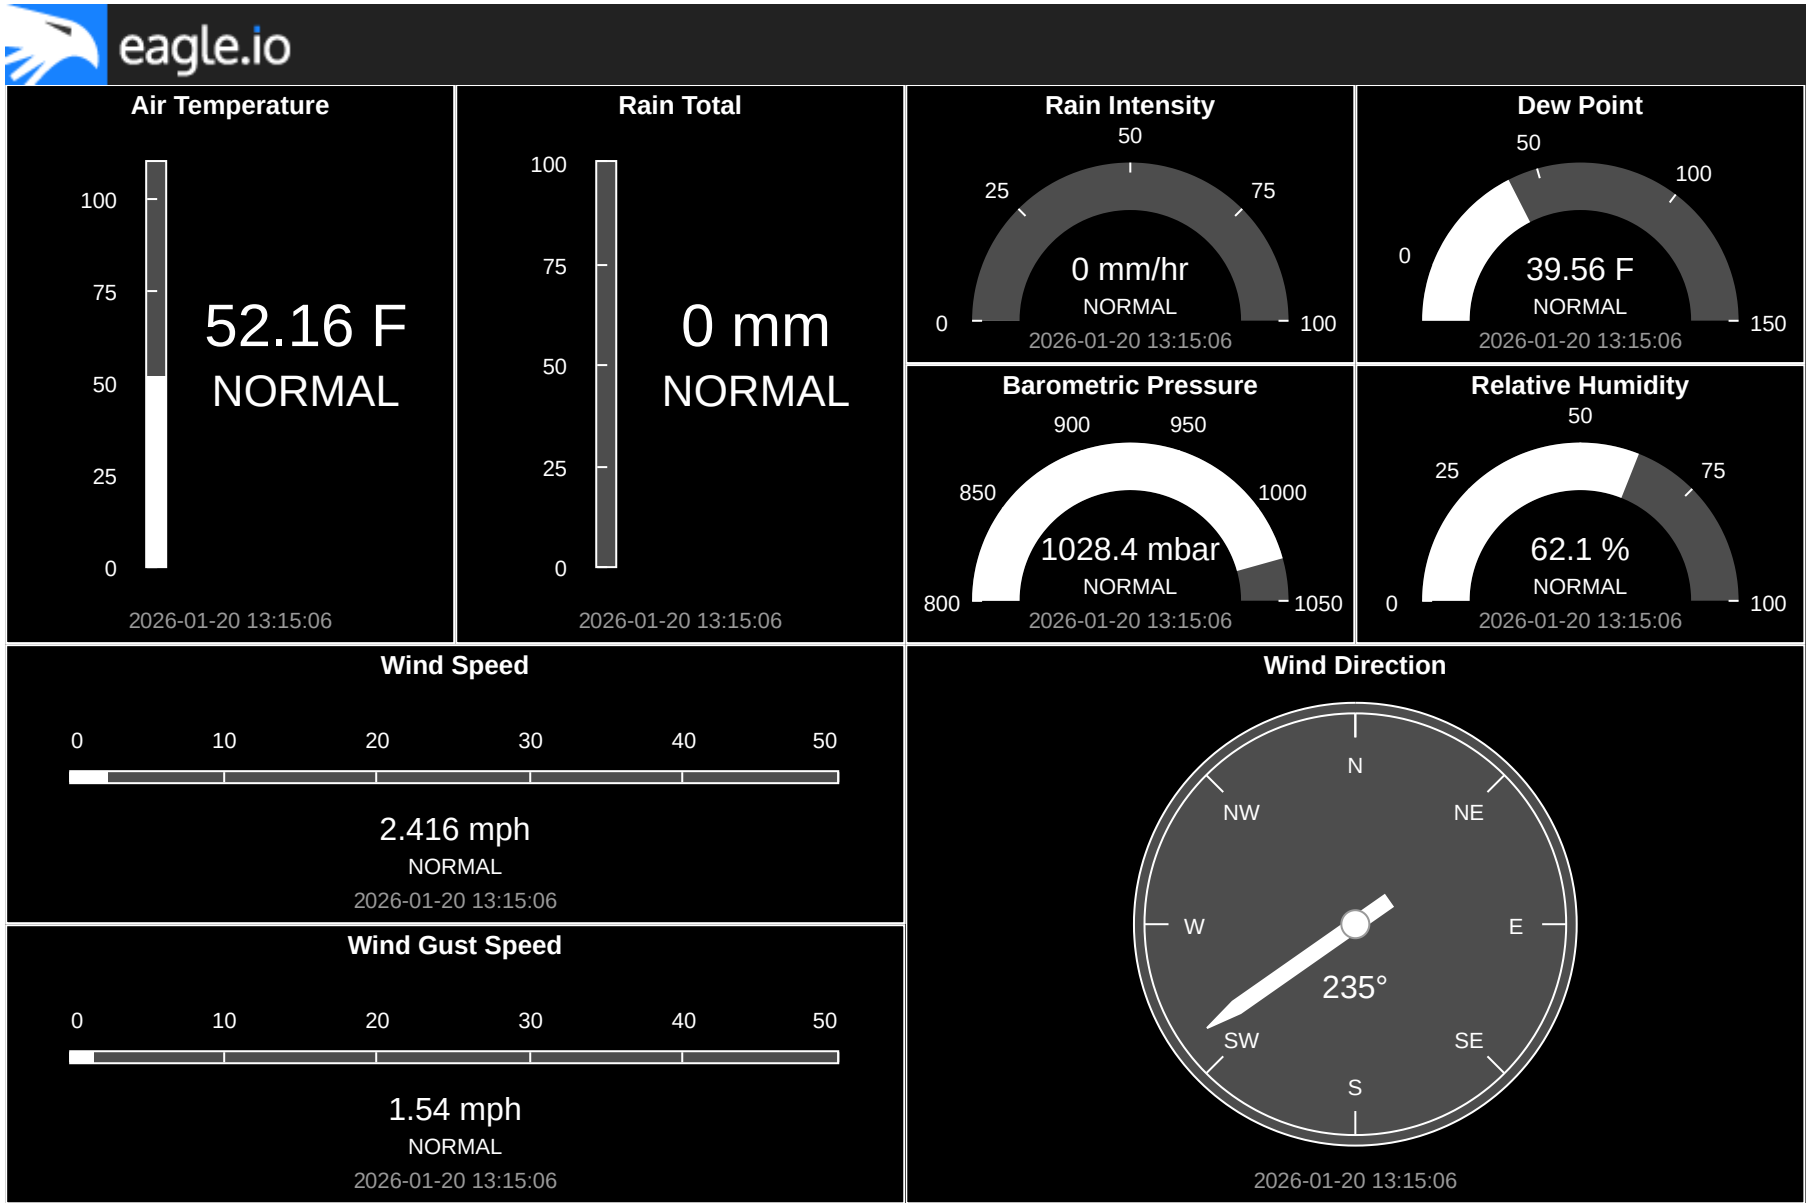 eagle.io
Air Temperature
100
75
50
25
0
52.16 F
NORMAL
2026-01-20 13:15:06
Rain Total
100
75
50
25
0
0 mm
NORMAL
2026-01-20 13:15:06
Rain Intensity
50
25
75
0
100
0 mm/hr
NORMAL
2026-01-20 13:15:06
Dew Point
50
100
0
150
39.56 F
NORMAL
2026-01-20 13:15:06
Barometric Pressure
900
950
850
1000
800
1050
1028.4 mbar
NORMAL
2026-01-20 13:15:06
Relative Humidity
50
25
75
0
100
62.1 %
NORMAL
2026-01-20 13:15:06
Wind Speed
0 10 20 30 40 50
2.416 mph
NORMAL
2026-01-20 13:15:06
Wind Gust Speed
0 10 20 30 40 50
1.54 mph
NORMAL
2026-01-20 13:15:06
Wind Direction
N
NW
NE
W
E
235°
SW
SE
S
2026-01-20 13:15:06